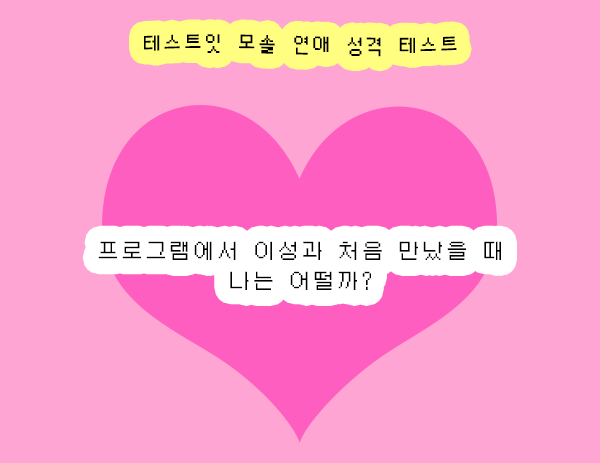 테스트잇 모솔 연애 성격 테스트
프로그램에서 이성과 처음 만났을 때
나는 어떨까?